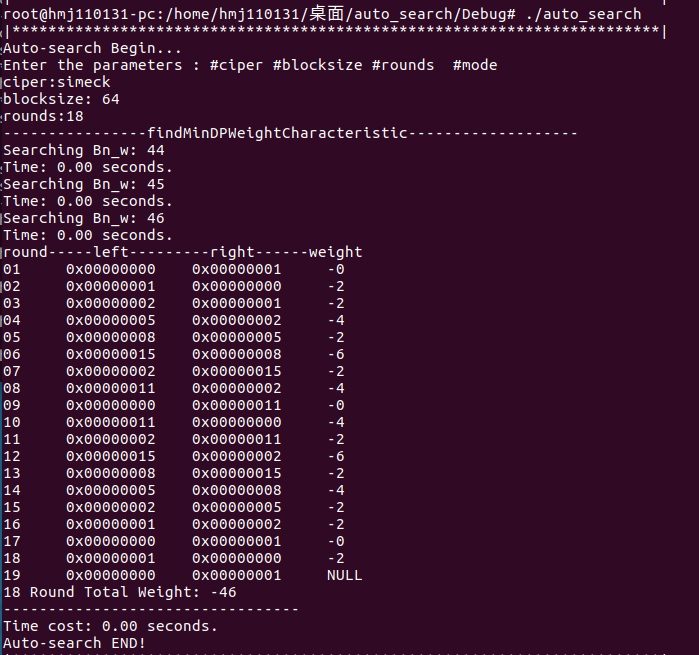 root@hmj110131-pc:/home/hmj110131/桌面/auto_search/Debug# ./auto_search
|************************************************************************|
Auto-search Begin...
Enter the parameters : #ciper #blocksize #rounds  #mode
ciper:simeck
blocksize: 64
rounds:18
----------------findMinDPWeightCharacteristic-------------------
Searching Bn_w: 44
Time: 0.00 seconds.
Searching Bn_w: 45
Time: 0.00 seconds.
Searching Bn_w: 46
Time: 0.00 seconds.
round-----left---------right------weight
01     0x00000000    0x00000001     -0
02     0x00000001    0x00000000     -2
03     0x00000002    0x00000001     -2
04     0x00000005    0x00000002     -4
05     0x00000008    0x00000005     -2
06     0x00000015    0x00000008     -6
07     0x00000002    0x00000015     -2
08     0x00000011    0x00000002     -4
09     0x00000000    0x00000011     -0
10     0x00000011    0x00000000     -4
11     0x00000002    0x00000011     -2
12     0x00000015    0x00000002     -6
13     0x00000008    0x00000015     -2
14     0x00000005    0x00000008     -4
15     0x00000002    0x00000005     -2
16     0x00000001    0x00000002     -2
17     0x00000000    0x00000001     -0
18     0x00000001    0x00000000     -2
19     0x00000000    0x00000001     NULL
18 Round Total Weight: -46
---------------------------------
Time cost: 0.00 seconds.
Auto-search END!